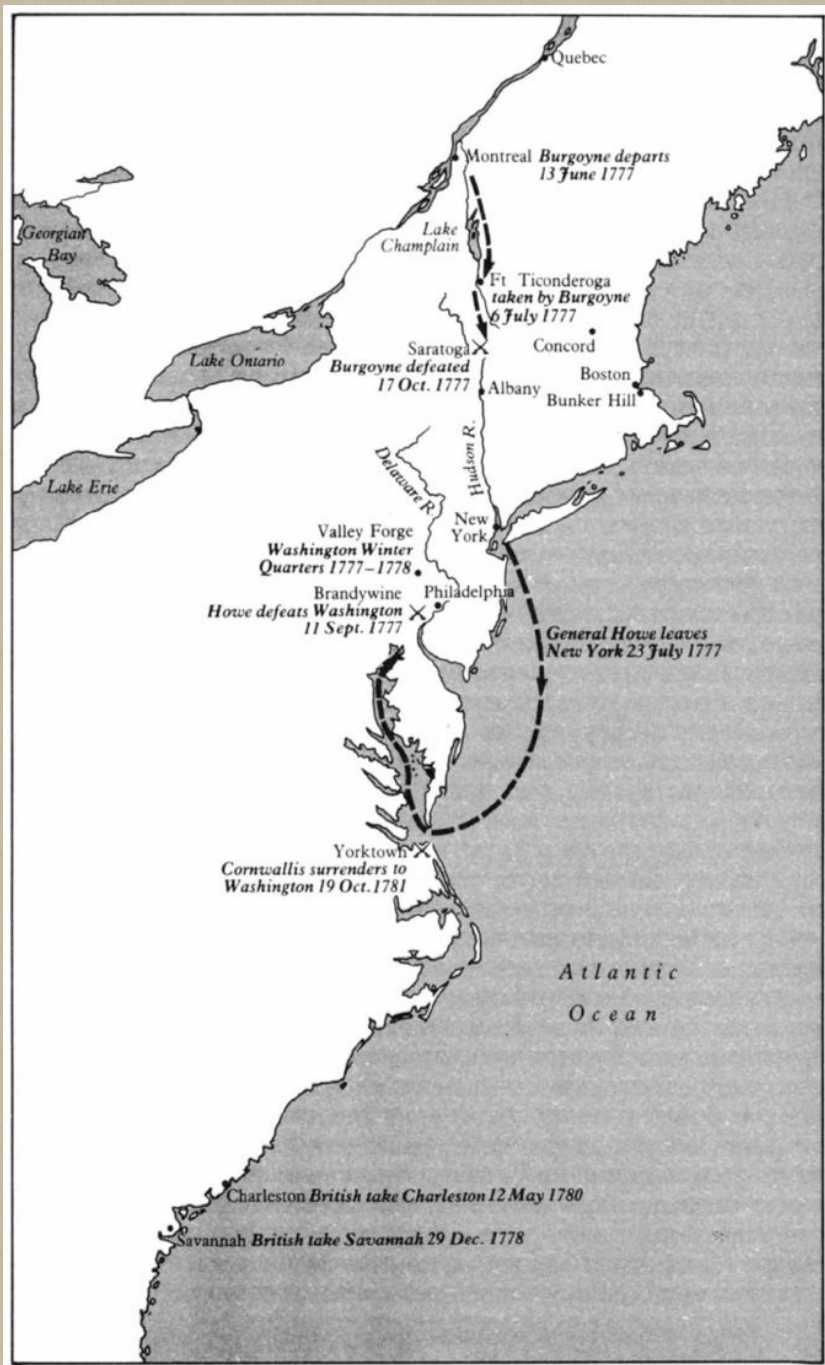 Quebec
Montreal Burgoyne departs
13 June 1777
Georgian
Bay
Lake
Champlain
Ft Ticonderoga
taken by Burgoyne
6 July 1777
Lake Ontario
Saratoga
Burgoyne defeated
17 Oct. 1777
Concord
Boston
Bunker Hill
Albany
Hudson R.
Delaware R.
Lake Erie
New
York
Valley Forge
Washington Winter
Quarters 1777–1778
Brandywine
Howe defeats Washington
11 Sept. 1777
Philadelphia
General Howe leaves
New York 23 July 1777
Yorktown
Cornwallis surrenders to
Washington 19 Oct. 1781
Atlantic
Ocean
Charleston British take Charleston 12 May 1780
Savannah British take Savannah 29 Dec. 1778